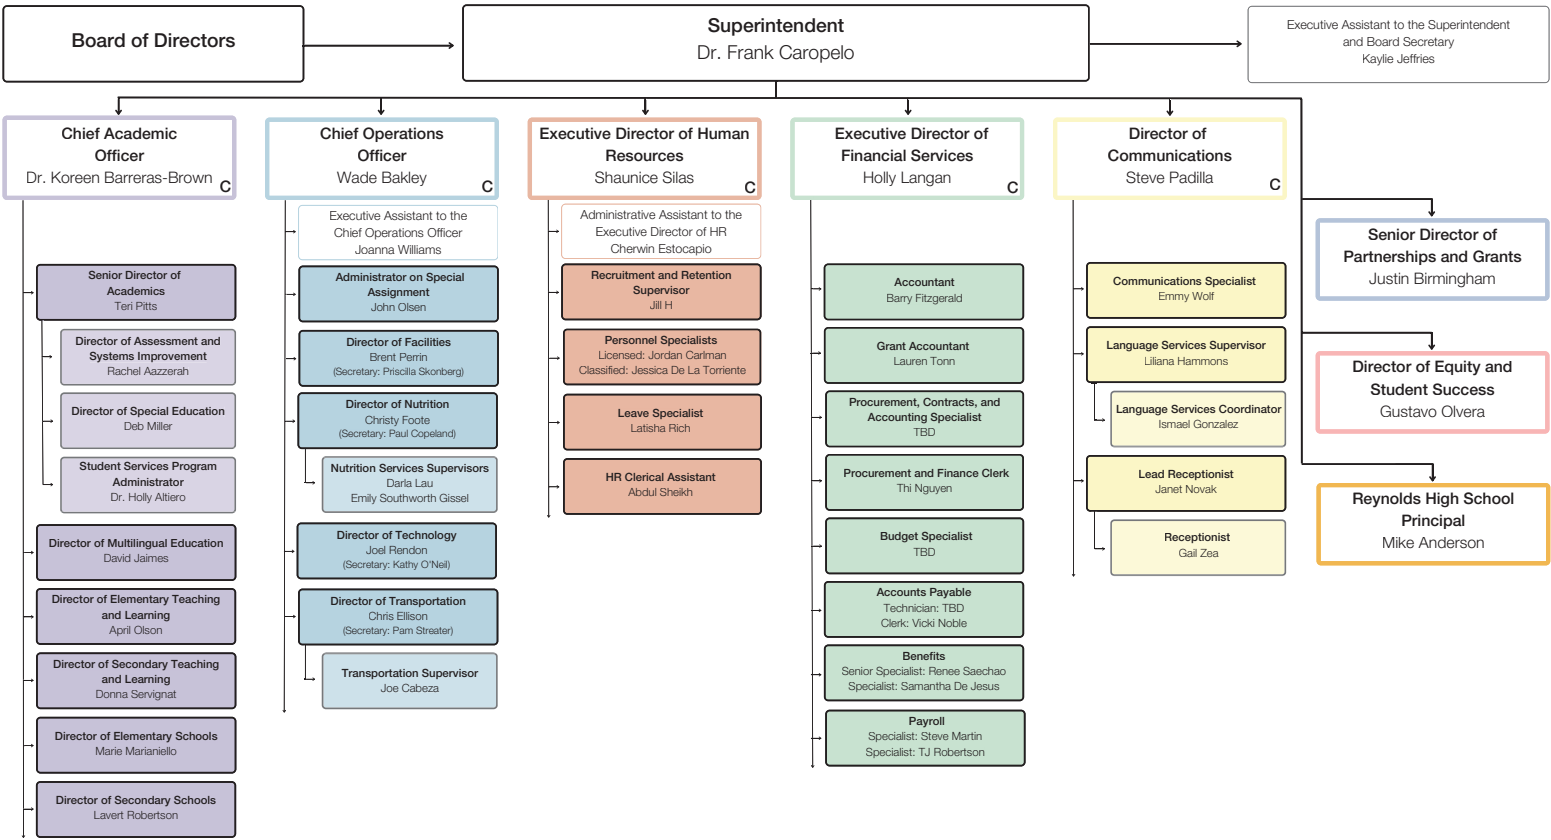 Board of Directors
Superintendent
Dr. Frank Caropelo
Executive Assistant to the Superintendent
and Board Secretary
Kaylie Jeffries
Chief Academic
Officer
Dr. Koreen Barreras-Brown
C
Senior Director of
Academics
Teri Pitts
Director of Assessment and
Systems Improvement
Rachel Aazzerah
Director of Special Education
Deb Miller
Student Services Program
Administrator
Dr. Holly Altiero
Director of Multilingual Education
David Jaimes
Director of Elementary Teaching
and Learning
April Olson
Director of Secondary Teaching
and Learning
Donna Servignat
Director of Elementary Schools
Marie Marianiello
Director of Secondary Schools
Lavert Robertson
Chief Operations
Officer
Wade Bakley
C
Executive Assistant to the
Chief Operations Officer
Joanna Williams
Administrator on Special
Assignment
John Olsen
Director of Facilities
Brent Perrin
(Secretary: Priscilla Skonberg)
Director of Nutrition
Christy Foote
(Secretary: Paul Copeland)
Nutrition Services Supervisors
Darla Lau
Emily Southworth Gissel
Director of Technology
Joel Rendon
(Secretary: Kathy O'Neil)
Director of Transportation
Chris Ellison
(Secretary: Pam Streater)
Transportation Supervisor
Joe Cabeza
Executive Director of Human
Resources
Shaunice Silas
C
Administrative Assistant to the
Executive Director of HR
Cherwin Estocapio
Recruitment and Retention
Supervisor
Jill H
Personnel Specialists
Licensed: Jordan Carlman
Classified: Jessica De La Torriente
Leave Specialist
Latisha Rich
HR Clerical Assistant
Abdul Sheikh
Executive Director of
Financial Services
Holly Langan
C
Accountant
Barry Fitzgerald
Grant Accountant
Lauren Tonn
Procurement, Contracts, and
Accounting Specialist
TBD
Procurement and Finance Clerk
Thi Nguyen
Budget Specialist
TBD
Accounts Payable
Technician: TBD
Clerk: Vicki Noble
Benefits
Senior Specialist: Renee Saechao
Specialist: Samantha De Jesus
Payroll
Specialist: Steve Martin
Specialist: TJ Robertson
Director of
Communications
Steve Padilla
C
Communications Specialist
Emmy Wolf
Language Services Supervisor
Liliana Hammons
Language Services Coordinator
Ismael Gonzalez
Lead Receptionist
Janet Novak
Receptionist
Gail Zea
Senior Director of
Partnerships and Grants
Justin Birmingham
Director of Equity and
Student Success
Gustavo Olvera
Reynolds High School
Principal
Mike Anderson